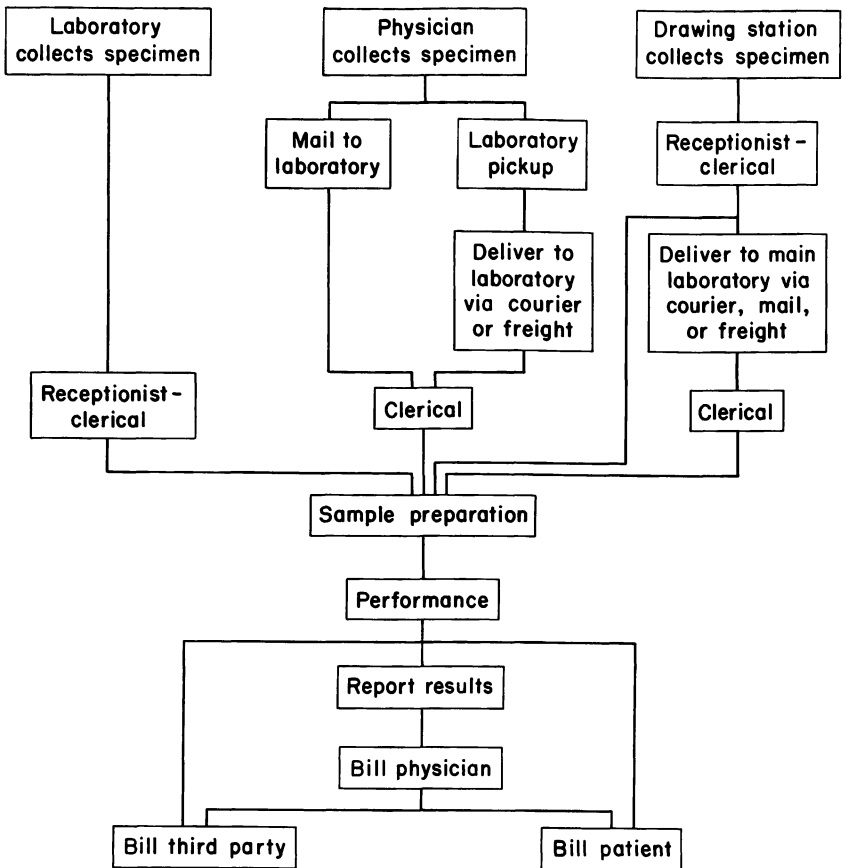 Laboratory
collects specimen
Physician
collects specimen
Drawing station
collects specimen
Mail to
laboratory
Laboratory
pickup
Receptionist-
clerical
Deliver to
laboratory
via courier
or freight
Deliver to main
laboratory via
courier, mail,
or freight
Receptionist-
clerical
Clerical
Clerical
Sample preparation
Performance
Report results
Bill physician
Bill third party
Bill patient